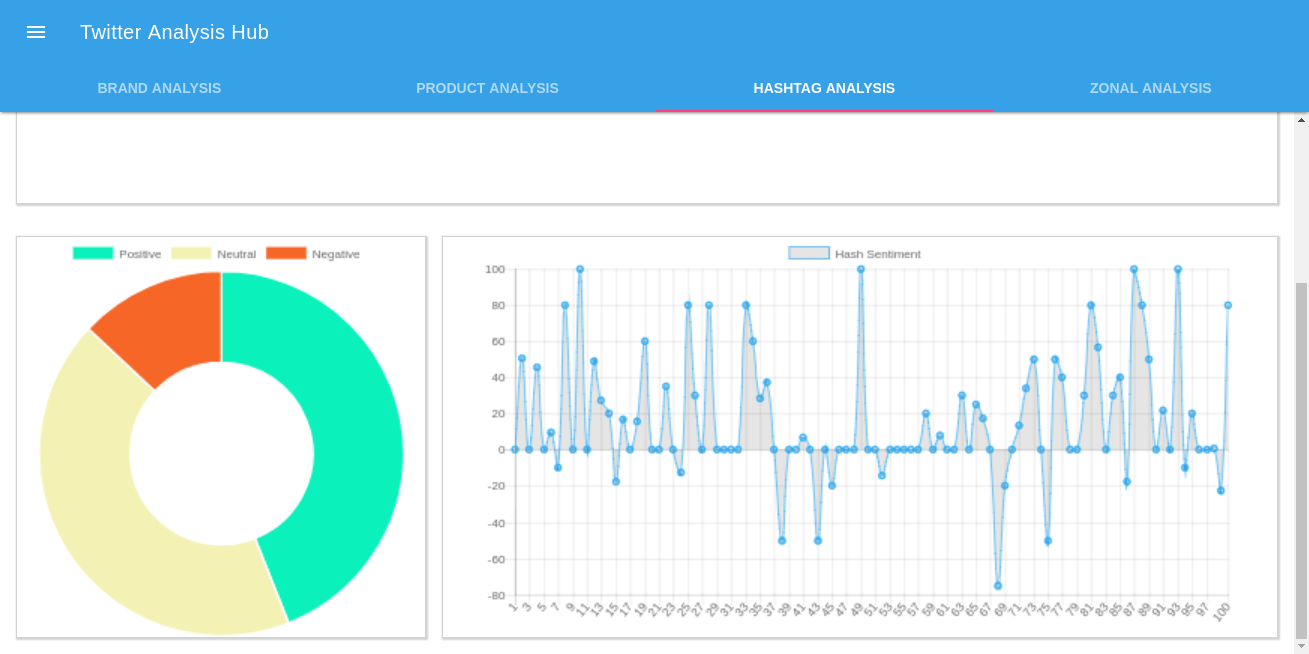 Twitter Analysis Hub
BRAND ANALYSIS PRODUCT ANALYSIS HASHTAG ANALYSIS ZONAL ANALYSIS
Positive Neutral Negative
Hash Sentiment
100
80
60
40
20
0
-20
-40
-60
-80
1 3 5 7 9 11 13 15 17 19 21 23 25 27 29 31 33 35 37 39 41 43 45 47 49 51 53 55 57 59 61 63 65 67 69 71 73 75 77 79 81 83 85 87 89 91 93 95 97 100